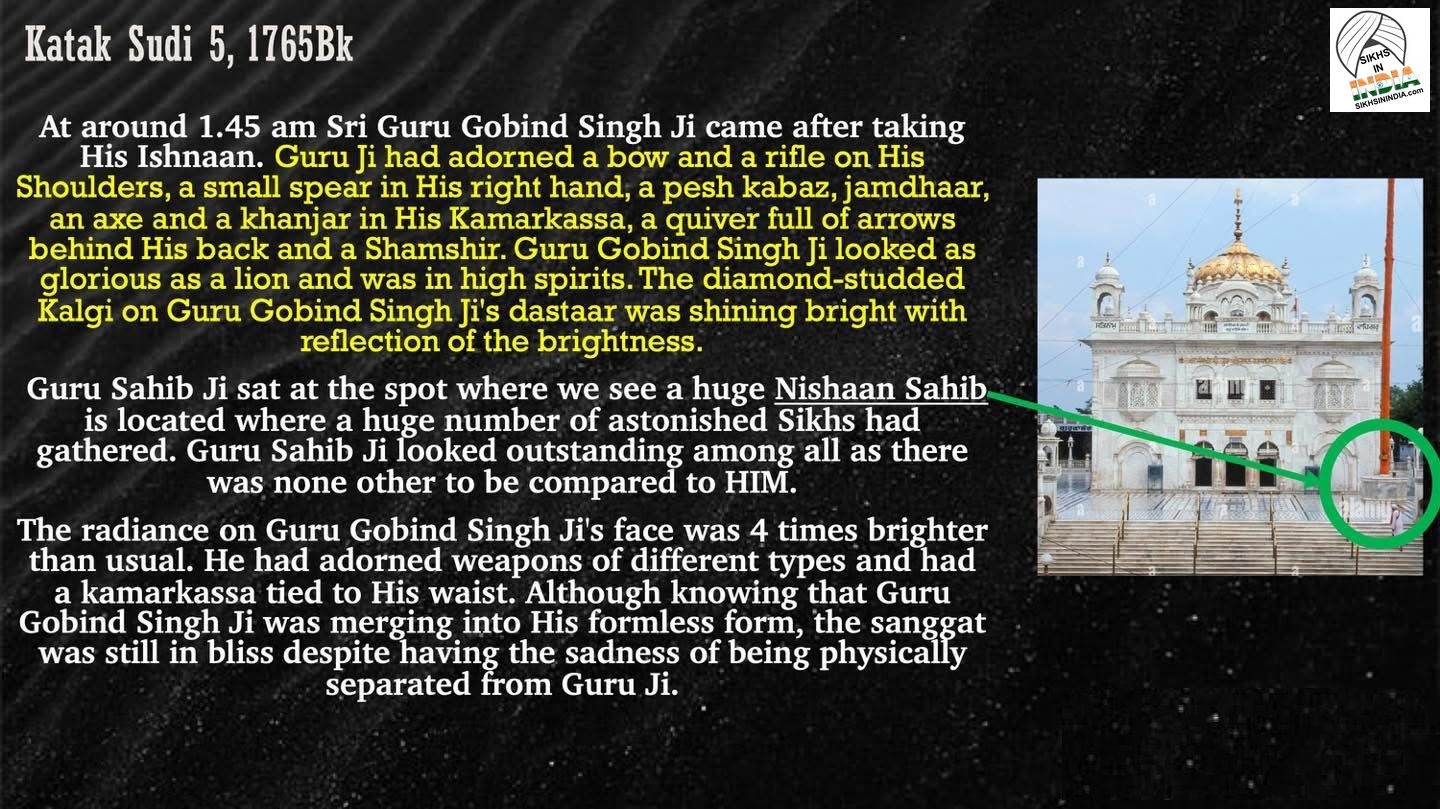 Katak Sudi 5, 1765Bk
SIKHS
IN
INDIA
SIKHSININDIA.com
At around 1.45 am Sri Guru Gobind Singh Ji came after taking
His Ishnaan. Guru Ji had adorned a bow and a rifle on His
Shoulders, a small spear in His right hand, a pesh kabaz, jamdhaar,
an axe and a khanjar in His Kamarkassa, a quiver full of arrows
behind His back and a Shamshir. Guru Gobind Singh Ji looked as
glorious as a lion and was in high spirits. The diamond-studded
Kalgi on Guru Gobind Singh Ji's dastaar was shining bright with
reflection of the brightness.
Guru Sahib Ji sat at the spot where we see a huge Nishaan Sahib
is located where a huge number of astonished Sikhs had
gathered. Guru Sahib Ji looked outstanding among all as there
was none other to be compared to HIM.
The radiance on Guru Gobind Singh Ji's face was 4 times brighter
than usual. He had adorned weapons of different types and had
a kamarkassa tied to His waist. Although knowing that Guru
Gobind Singh Ji was merging into His formless form, the sanggat
was still in bliss despite having the sadness of being physically
separated from Guru Ji.
ਸਤਿਨਾਮੁ
ਵਾਹਿਗੁਰੂ